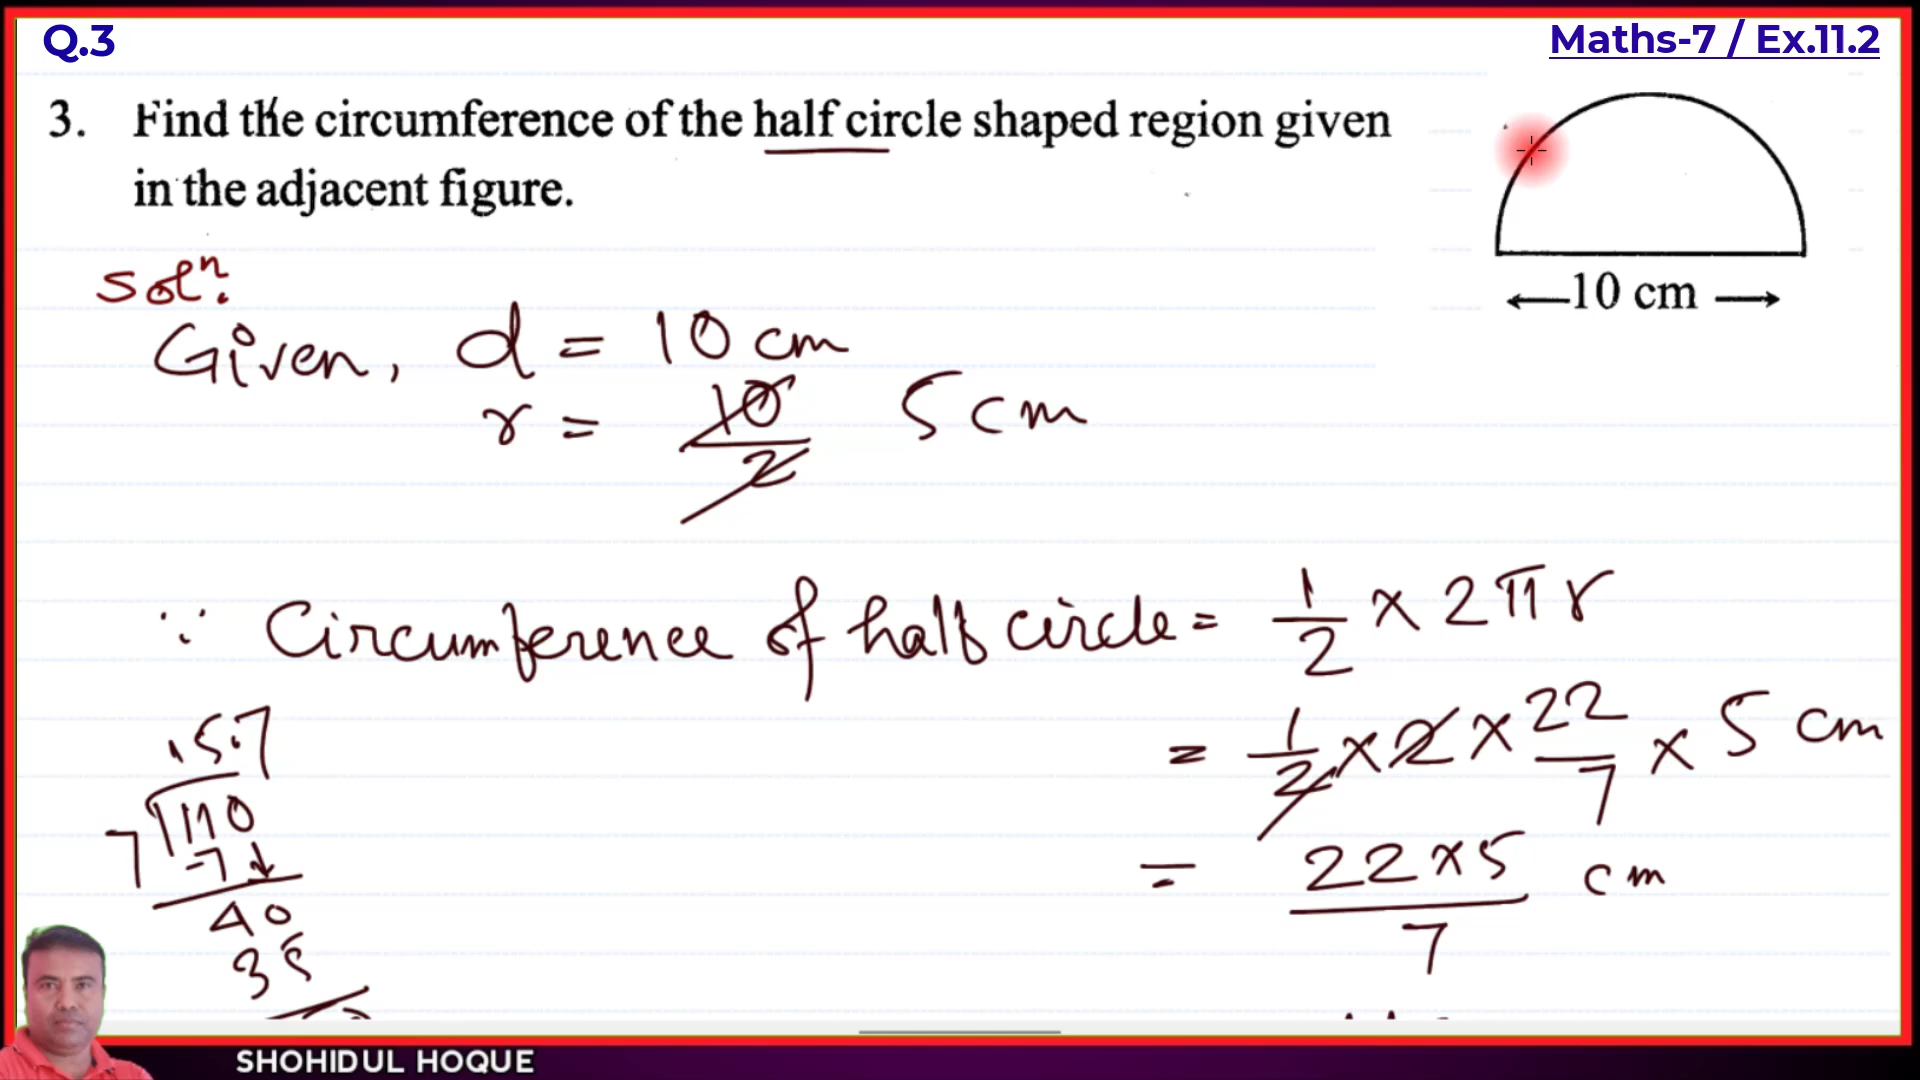 Q.3
Maths-7 / Ex.11.2
3. Find the circumference of the half circle shaped region given
in the adjacent figure.
10 cm
Solⁿ:
Given, d = 10 cm
r = 10/2 5 cm
∵ Circumference of half circle = 1/2 × 2πr
= 1/2 × 2 × 22/7 × 5 cm
= 22×5/7 cm
15.7
7 110
-7↓
40
35
SHOHIDUL HOQUE